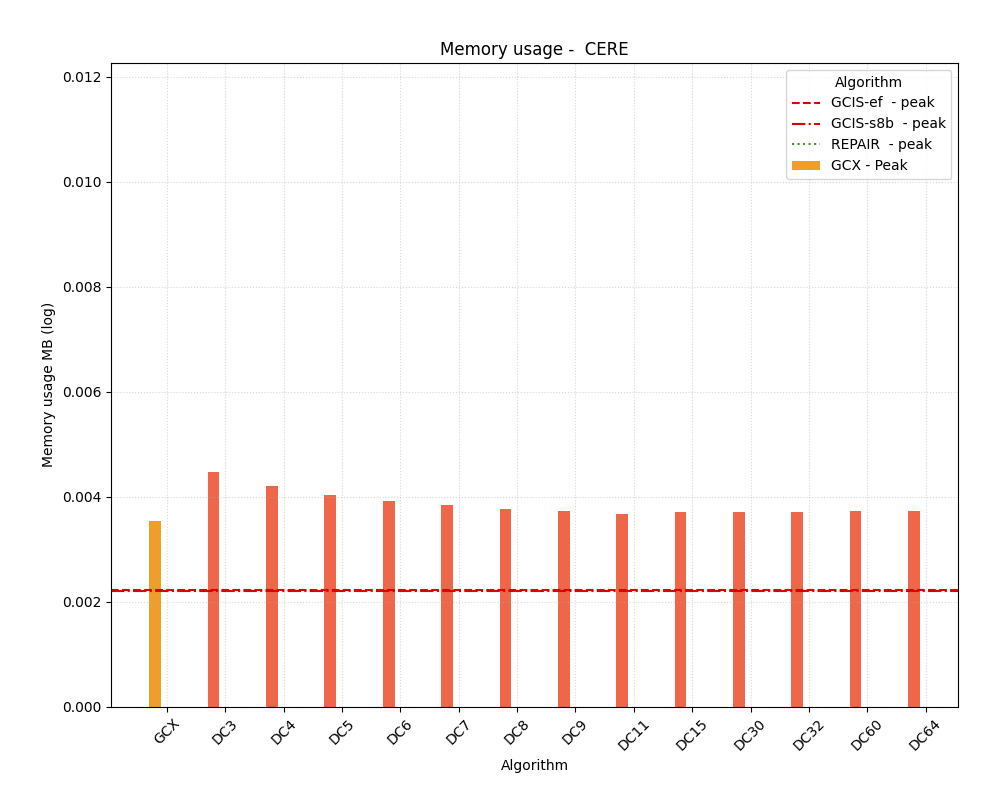 Memory usage -  CERE
0.012
0.010
0.008
0.006
0.004
0.002
0.000
Memory usage MB (log)
Algorithm
GCIS-ef  - peak
GCIS-s8b  - peak
REPAIR  - peak
GCX - Peak
GCX
DC3
DC4
DC5
DC6
DC7
DC8
DC9
DC11
DC15
DC30
DC32
DC60
DC64
Algorithm